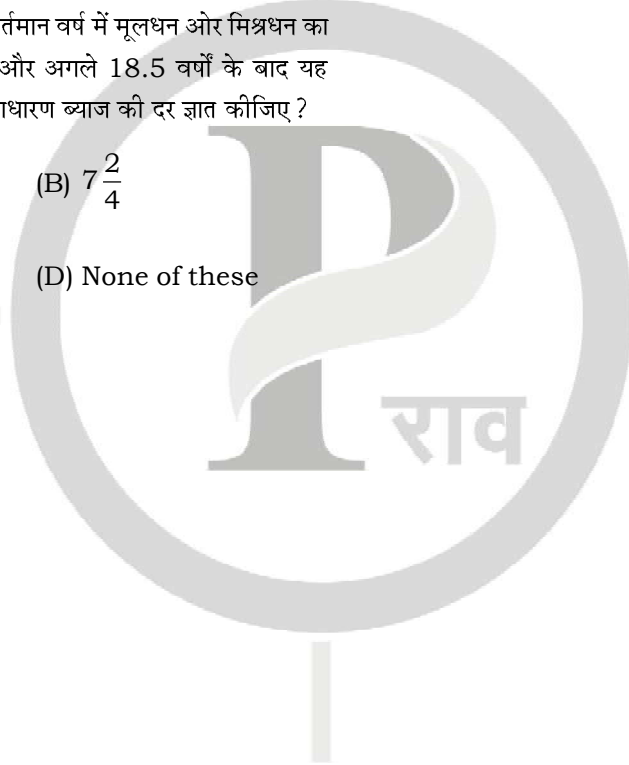 र्तमान वर्ष में मूलधन ओर मिश्रधन का
और अगले 18.5 वर्षों के बाद यह
ाधारण ब्याज की दर ज्ञात कीजिए ?
(B) 7 2/4
(D) None of these
राव